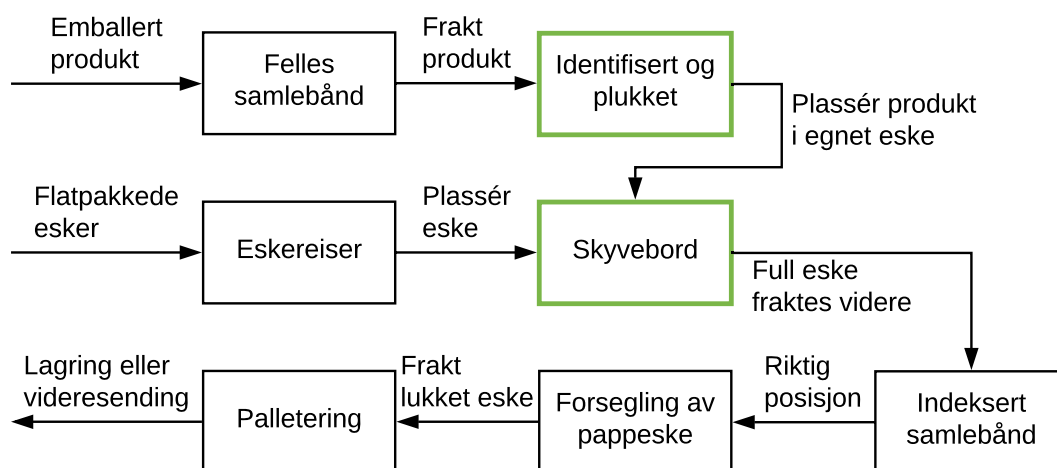 Emballert
produkt
Felles
samlebånd
Frakt
produkt
Identifisert og
plukket
Plassér produkt
i egnet eske
Flatpakkede
esker
Eskereiser
Plassér
eske
Skyvebord
Full eske
fraktes videre
Lagring eller
videresending
Palletering
Frakt
lukket eske
Forsegling av
pappeske
Riktig
posisjon
Indeksert
samlebånd